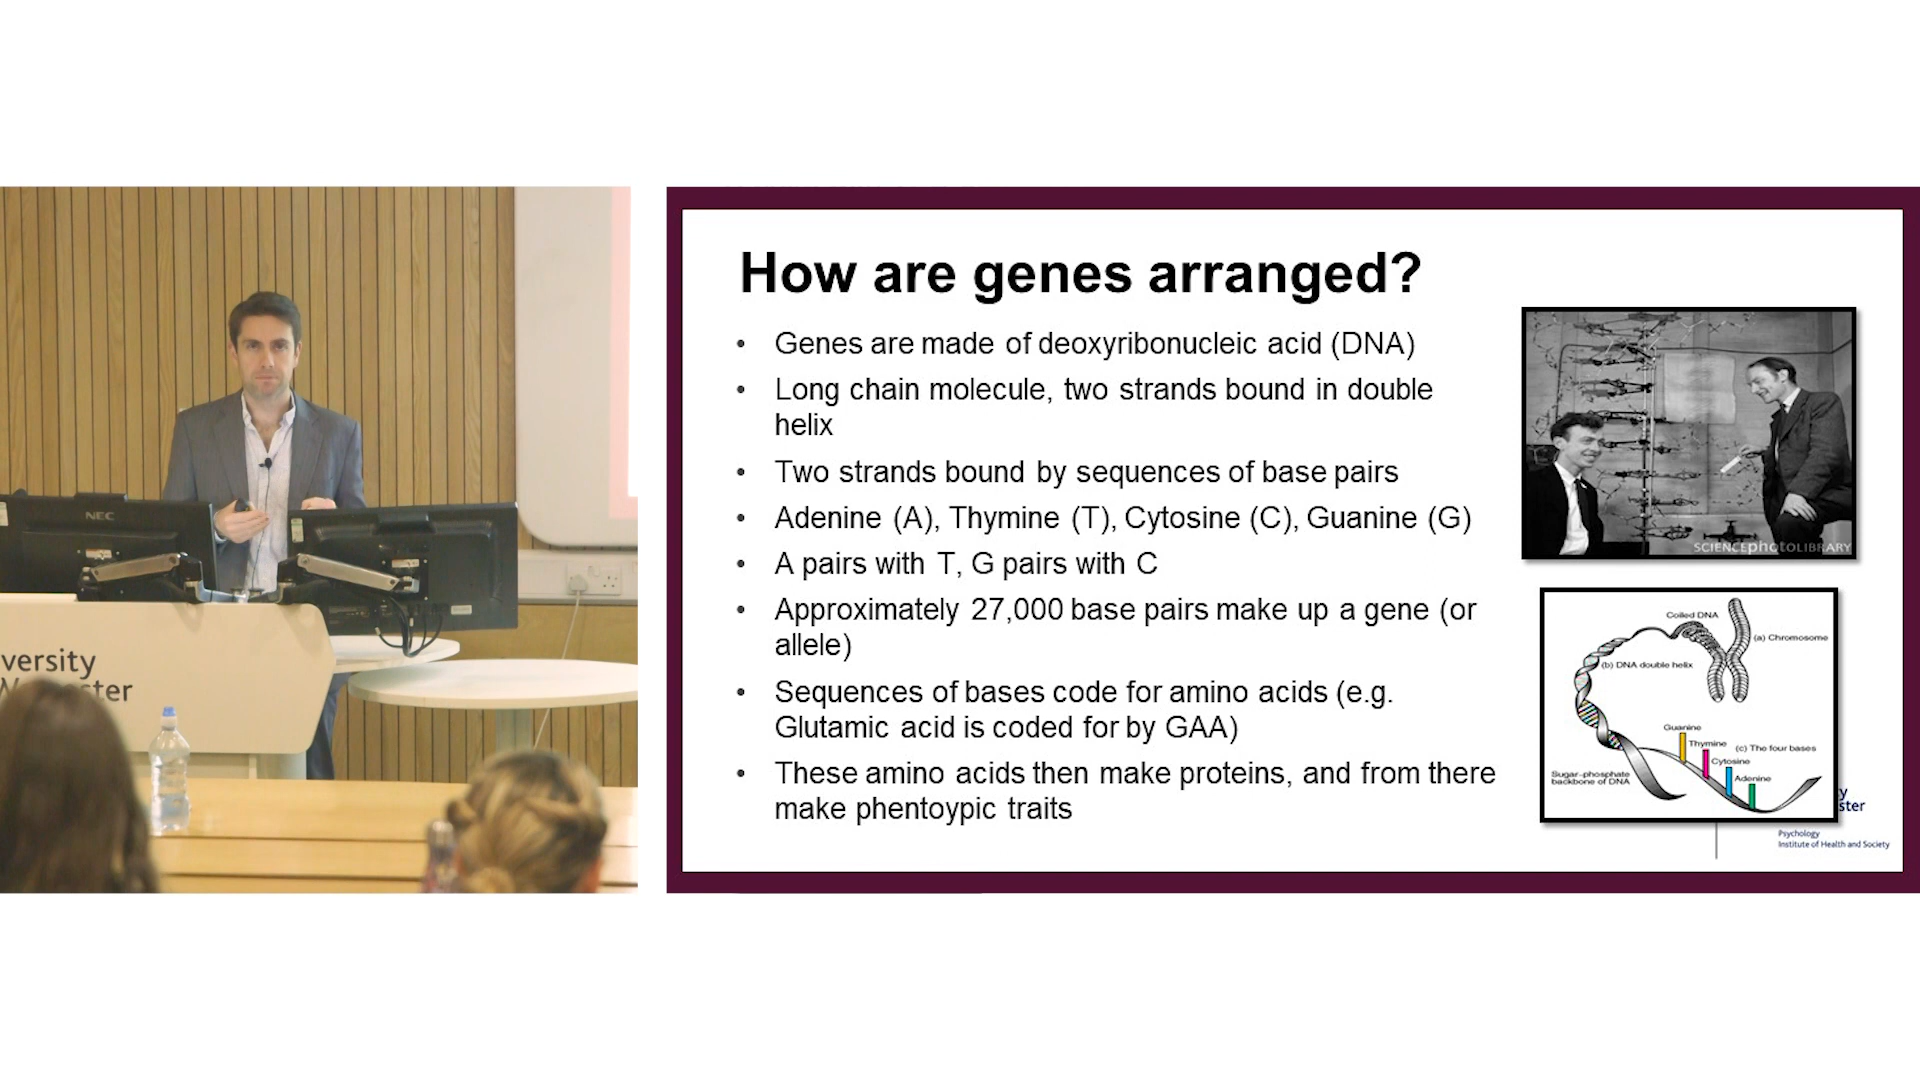 NEC
versity
ster
How are genes arranged?
• Genes are made of deoxyribonucleic acid (DNA)
• Long chain molecule, two strands bound in double
helix
• Two strands bound by sequences of base pairs
• Adenine (A), Thymine (T), Cytosine (C), Guanine (G)
• A pairs with T, G pairs with C
• Approximately 27,000 base pairs make up a gene (or
allele)
• Sequences of bases code for amino acids (e.g.
Glutamic acid is coded for by GAA)
• These amino acids then make proteins, and from there
make phentoypic traits
SCIENCEphotOLIBRARY
Coiled DNA
(a) Chromosome
(b) DNA double helix
Guanine
Thymine
(c) The four bases
Cytosine
Adenine
Sugar-phosphate
backbone of DNA
y
ster
Psychology
Institute of Health and Society